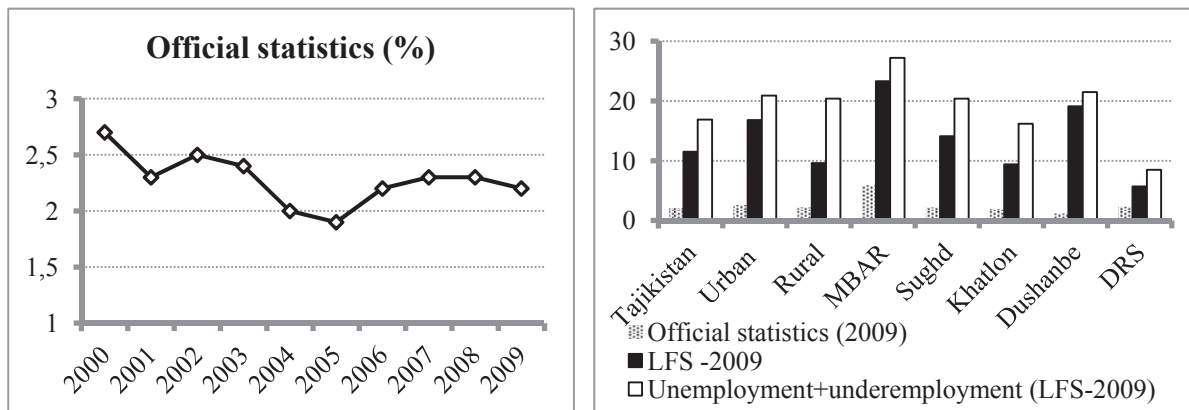 Official statistics (%)
3
2,5
2
1,5
1
2000
2001
2002
2003
2004
2005
2006
2007
2008
2009
30
20
10
0
Tajikistan
Urban
Rural
MBAR
Sughd
Khatlon
Dushanbe
DRS
Official statistics (2009)
LFS -2009
Unemployment+underemployment (LFS-2009)